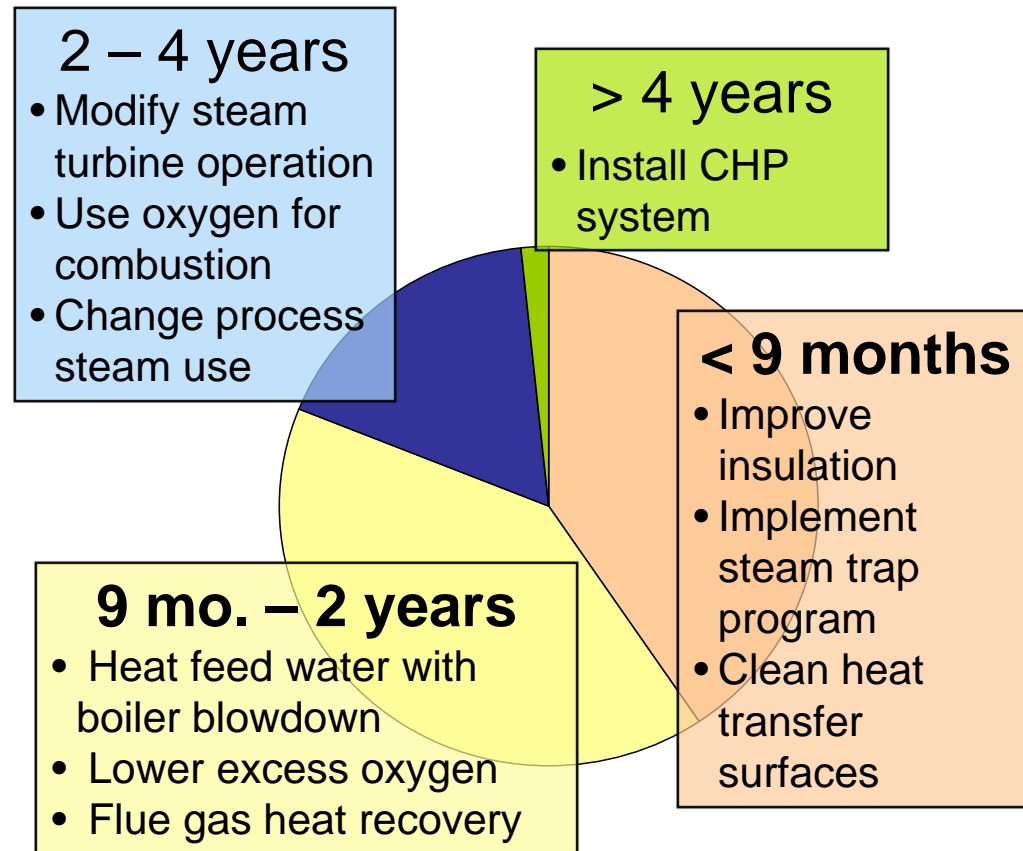 2 – 4 years
• Modify steam
turbine operation
• Use oxygen for
combustion
• Change process
steam use
> 4 years
• Install CHP
system
< 9 months
• Improve
insulation
• Implement
steam trap
program
• Clean heat
transfer
surfaces
9 mo. – 2 years
• Heat feed water with
boiler blowdown
• Lower excess oxygen
• Flue gas heat recovery